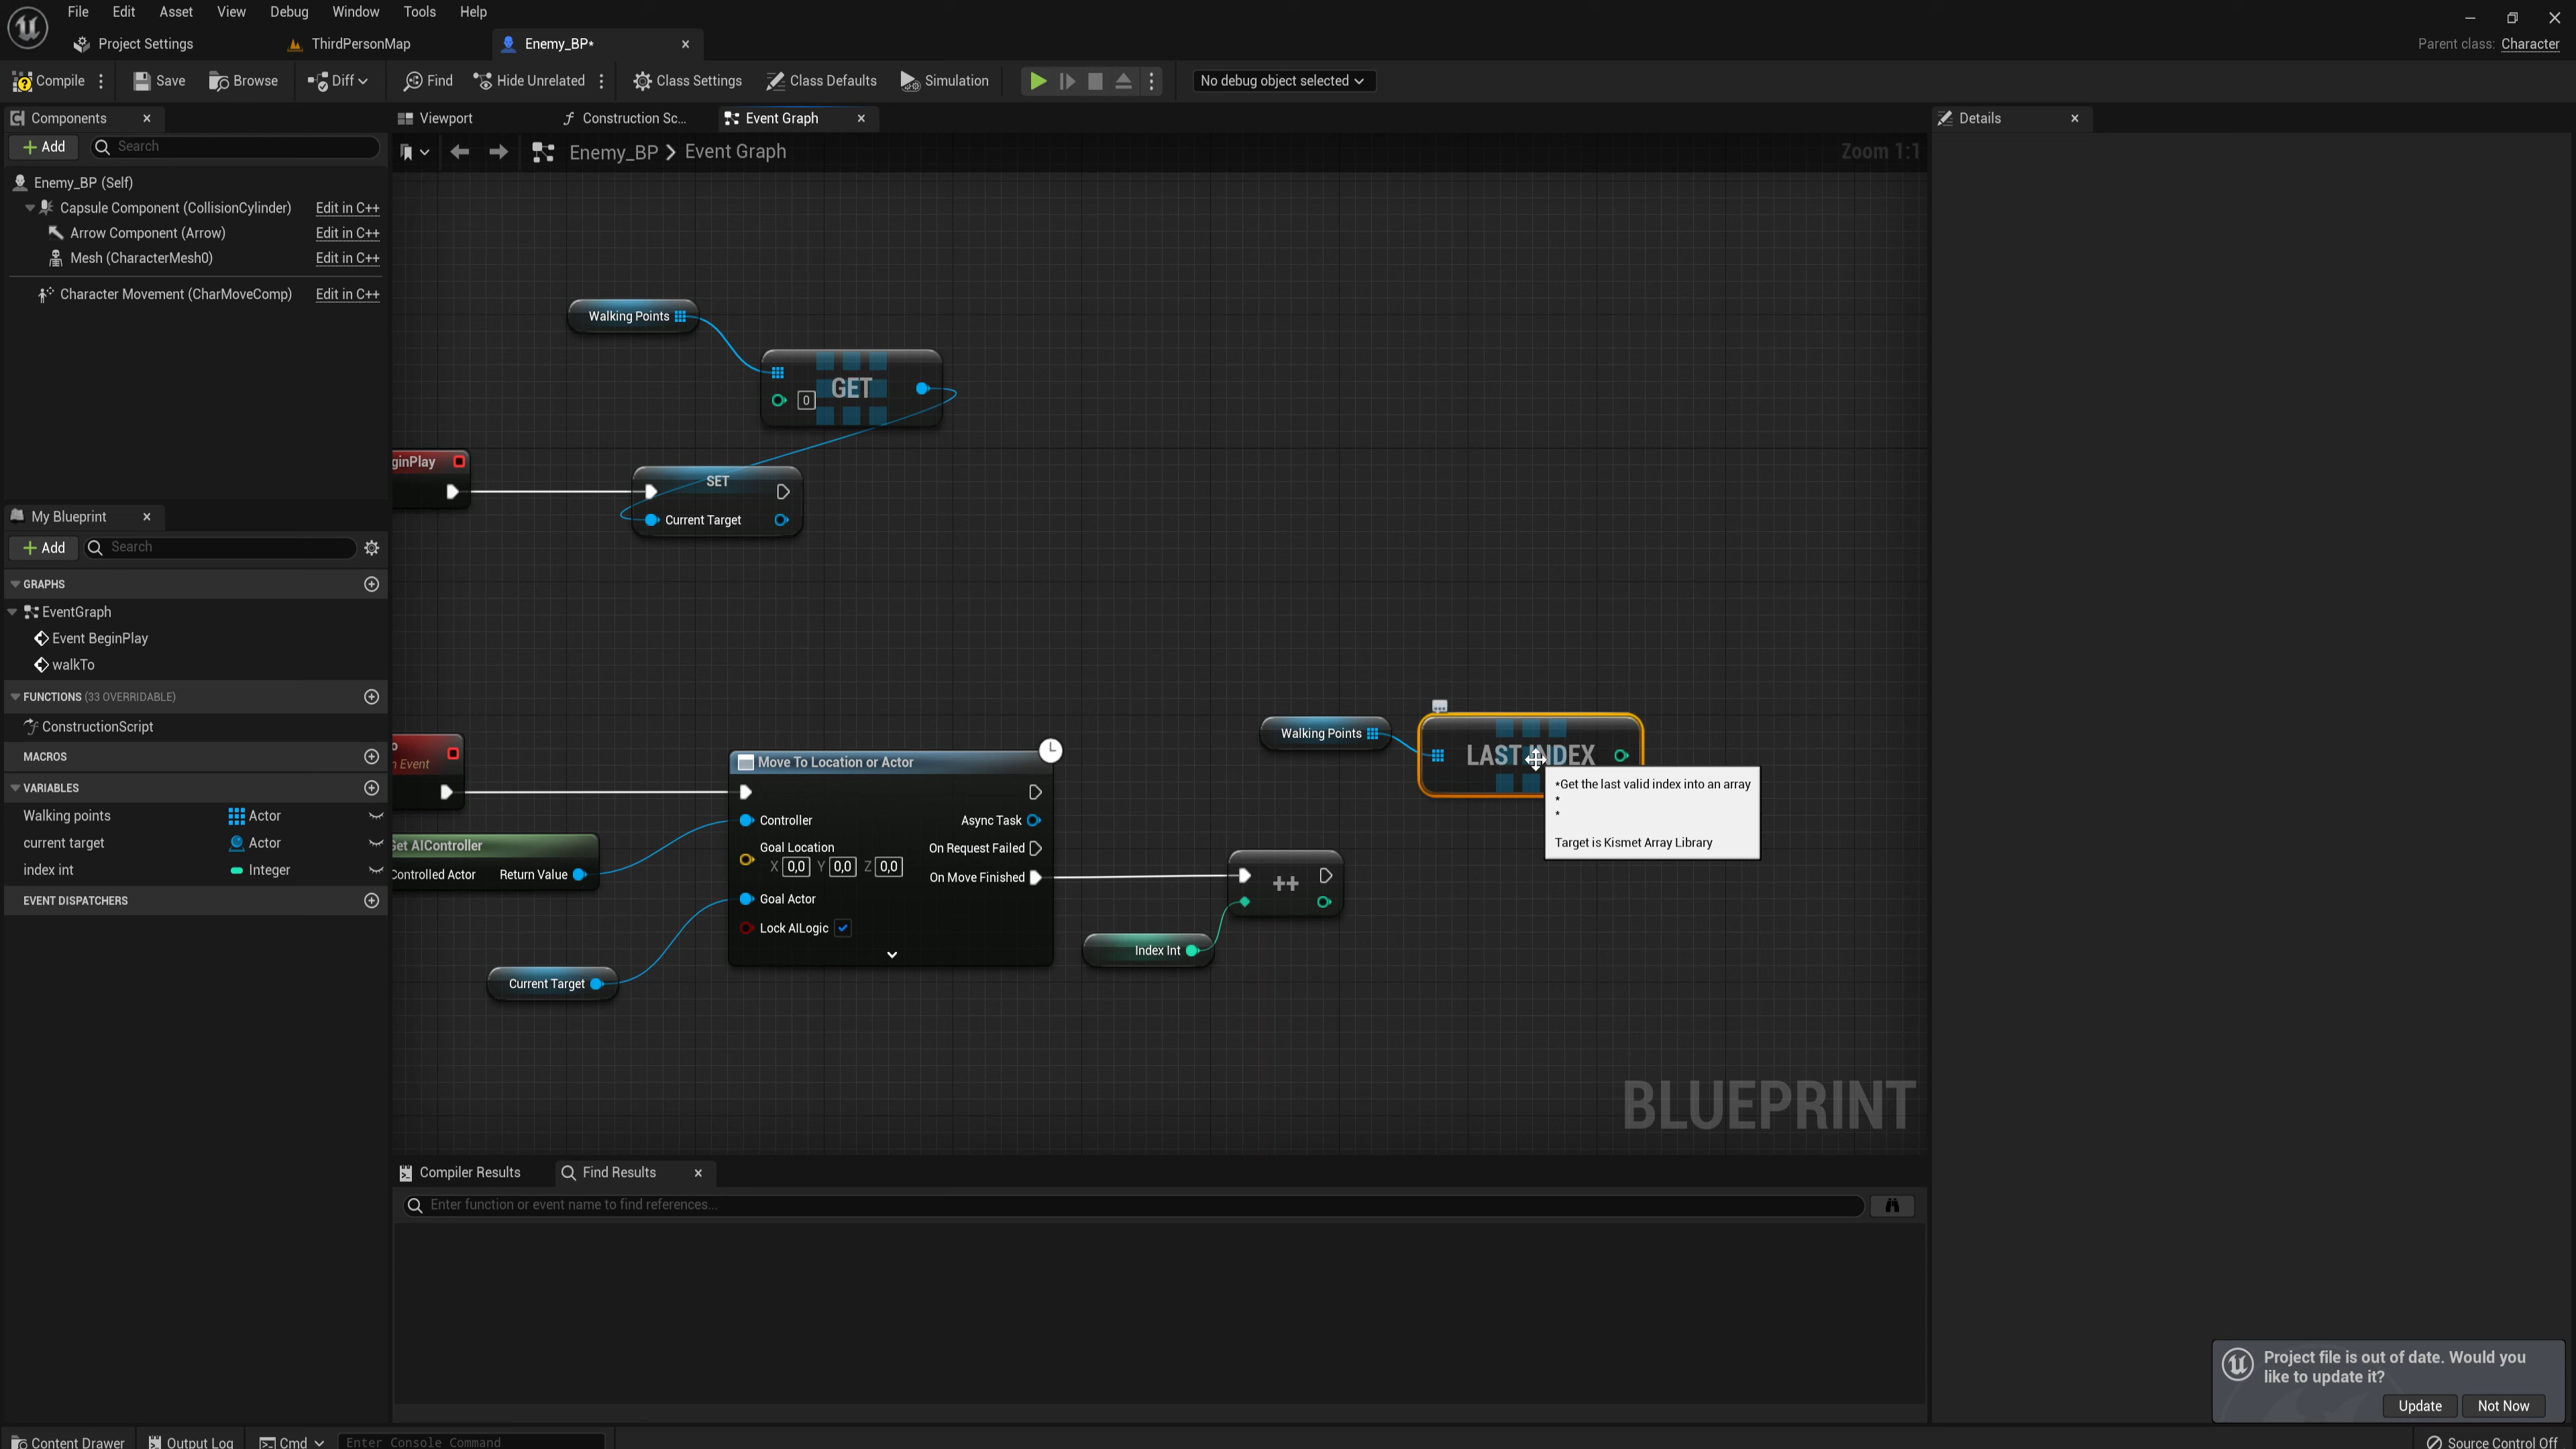 File Edit Asset View Debug Window Tools Help
Project Settings ThirdPersonMap Enemy_BP*
Parent class: Character
Compile Save Browse Diff Find Hide Unrelated Class Settings Class Defaults Simulation No debug object selected
Components
Add Search
Enemy_BP (Self)
Capsule Component (CollisionCylinder) Edit in C++
Arrow Component (Arrow) Edit in C++
Mesh (CharacterMesh0) Edit in C++
Character Movement (CharMoveComp) Edit in C++
My Blueprint
Add Search
GRAPHS
EventGraph
Event BeginPlay
walkTo
FUNCTIONS (33 OVERRIDABLE)
ConstructionScript
MACROS
VARIABLES
Walking points Actor
current target Actor
index int Integer
EVENT DISPATCHERS
Viewport Construction Sc... Event Graph
Enemy_BP > Event Graph
Zoom 1:1
Walking Points
GET
0
ginPlay
SET
Current Target
o
n Event
Move To Location or Actor
Controller Async Task
Goal Location On Request Failed
X 0,0 Y 0,0 Z 0,0
On Move Finished
Goal Actor
Lock AILogic
Get AIController
Controlled Actor Return Value
Current Target
Walking Points
LAST INDEX
*Get the last valid index into an array
*
*
Target is Kismet Array Library
++
Index Int
BLUEPRINT
Compiler Results Find Results
Enter function or event name to find references...
Details
Project file is out of date. Would you
like to update it?
Update Not Now
Content Drawer Output Log Cmd Enter Console Command
Source Control Off